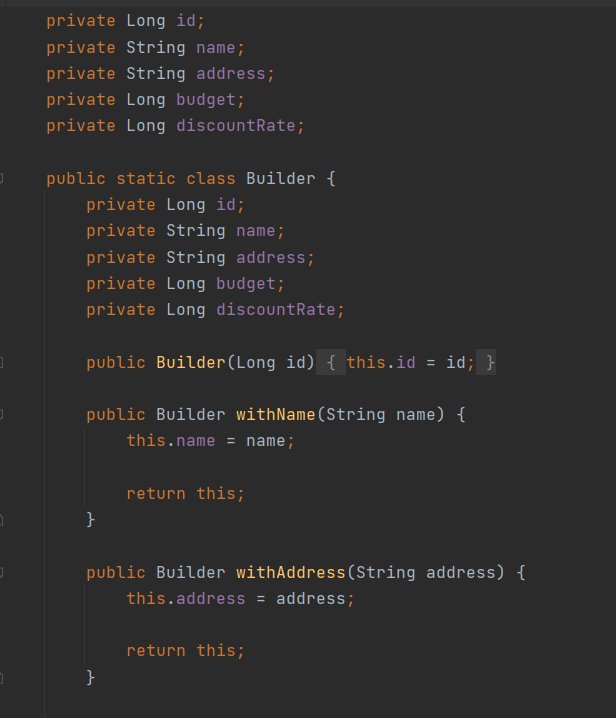 private Long id;
private String name;
private String address;
private Long budget;
private Long discountRate;
public static class Builder {
private Long id;
private String name;
private String address;
private Long budget;
private Long discountRate;
public Builder(Long id) { this.id = id; }
public Builder withName(String name) {
this.name = name;
return this;
}
public Builder withAddress(String address) {
this.address = address;
return this;
}